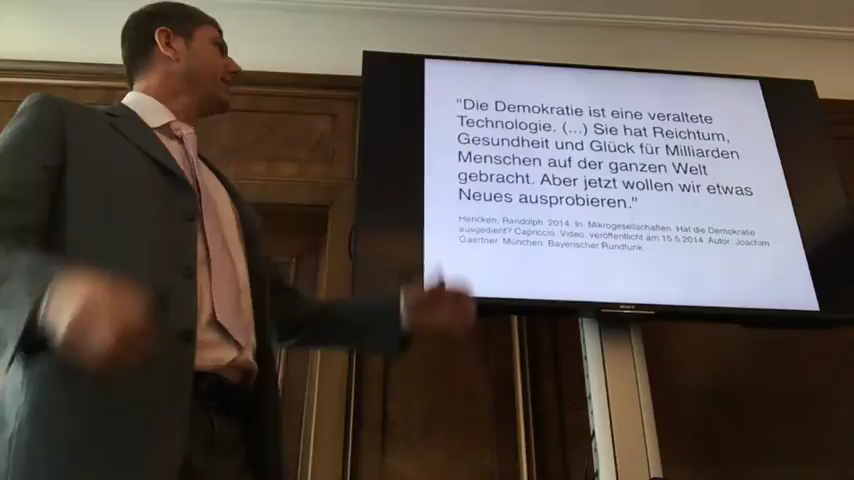 "Die Demokratie ist eine veraltete
Technologie. (...) Sie hat Reichtum,
Gesundheit und Glück für Milliarden
Menschen auf der ganzen Welt
gebracht. Aber jetzt wollen wir etwas
Neues ausprobieren."
Hencken, Randolph. 2014. In: Mikrogesellschaften. Hat die Demokratie
ausgedient? Capriccio. Video, veröffentlicht am 15.5.2014. Autor: Joachim
Gaertner. München: Bayerischer Rundfunk.
SONY